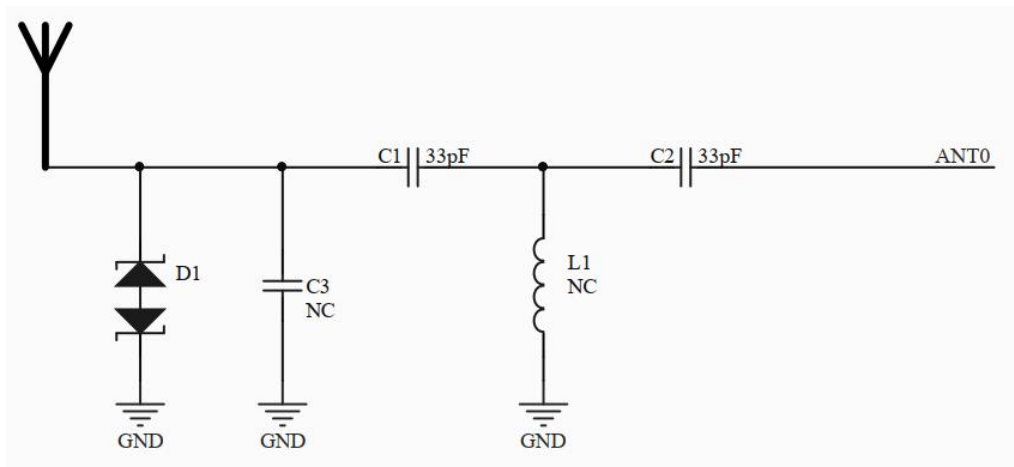 C1 33pF
C2 33pF
ANT0
D1
C3
NC
L1
NC
GND
GND
GND